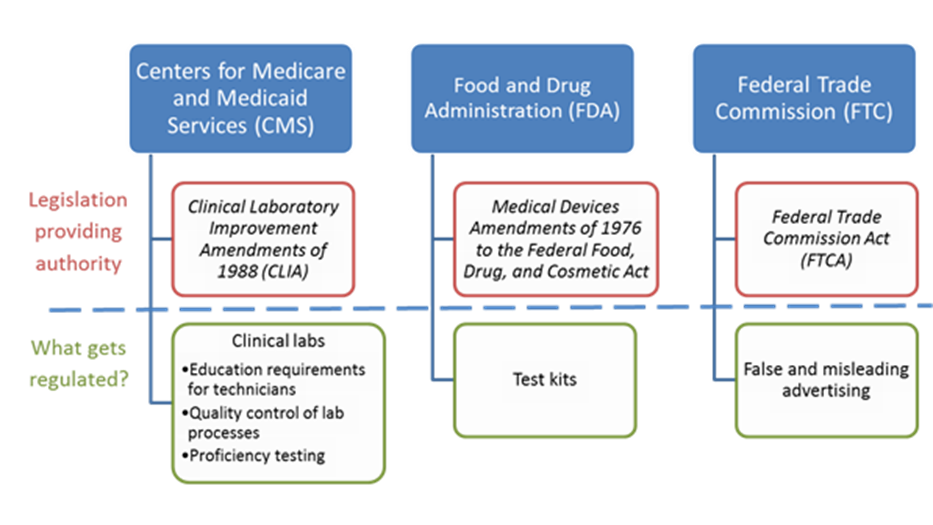 Centers for Medicare
and Medicaid
Services (CMS)
Food and Drug
Administration (FDA)
Federal Trade
Commission (FTC)
Legislation
providing
authority
Clinical Laboratory
Improvement
Amendments of
1988 (CLIA)
Medical Devices
Amendments of 1976
to the Federal Food,
Drug, and Cosmetic Act
Federal Trade
Commission Act
(FTCA)
What gets
regulated?
Clinical labs
•Education requirements
for technicians
•Quality control of lab
processes
•Proficiency testing
Test kits
False and misleading
advertising